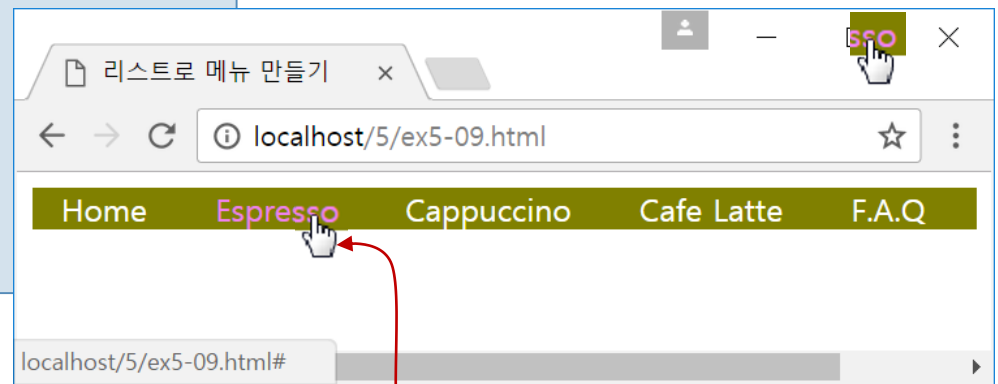 sso
리스트로 메뉴 만들기
localhost/5/ex5-09.html
Home Espresso Cappuccino Cafe Latte F.A.Q
localhost/5/ex5-09.html#